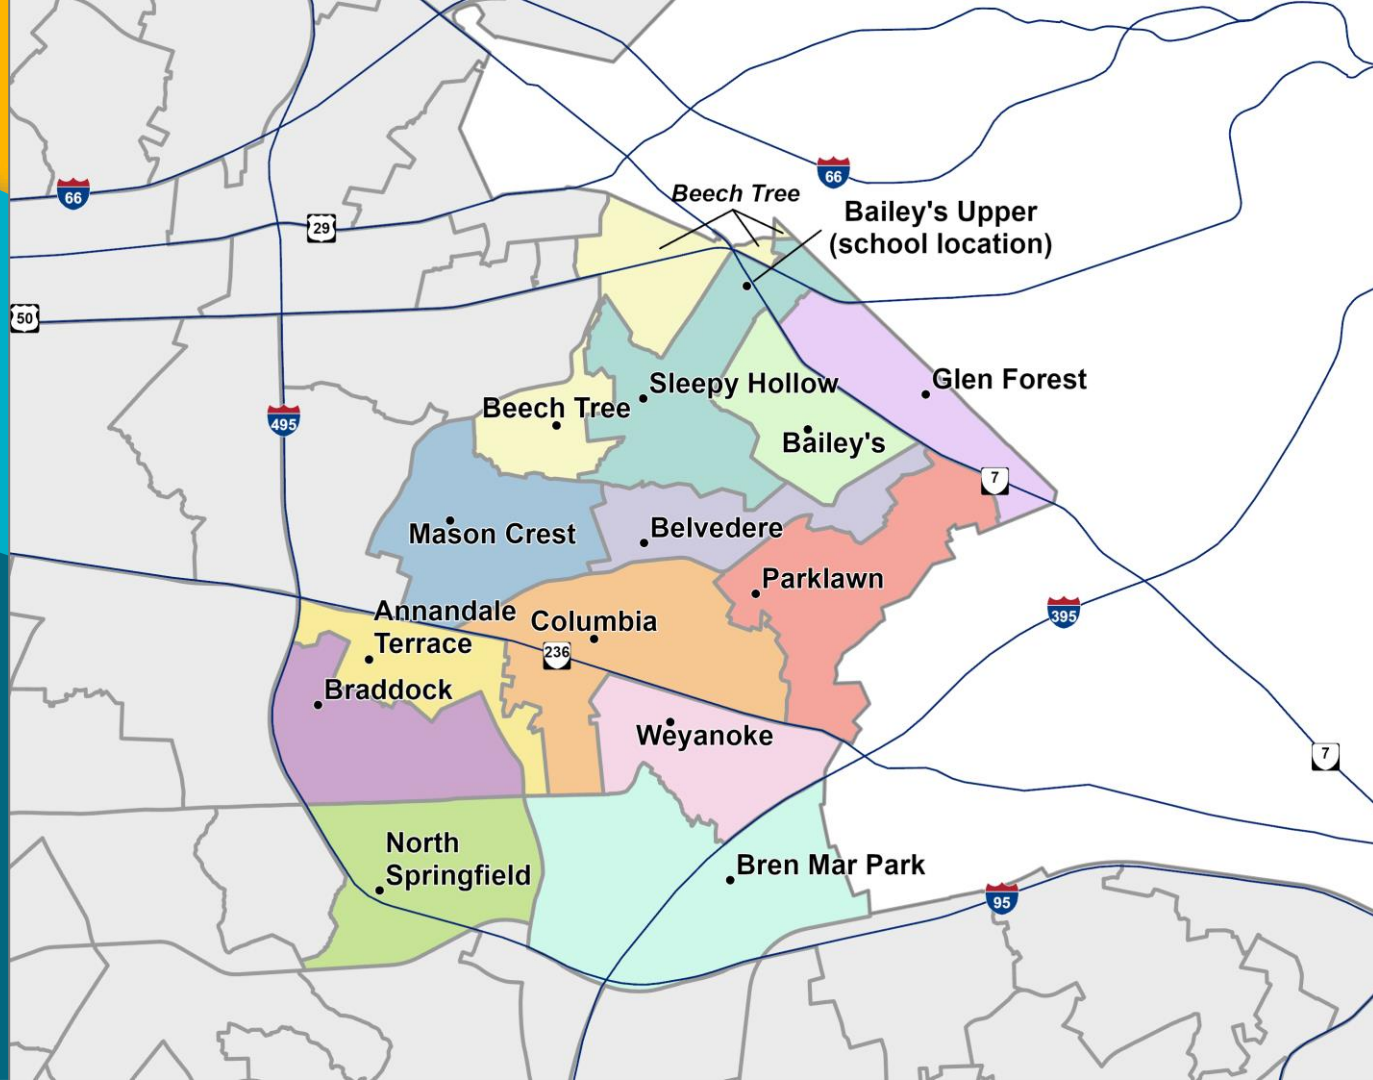 66
29
50
495
Beech Tree
66
Bailey's Upper
(school location)
Sleepy Hollow
Glen Forest
Beech Tree
Bailey's
7
Mason Crest
Belvedere
Parklawn
395
Annandale
Terrace
Columbia
236
Braddock
Weyanoke
7
North
Springfield
Bren Mar Park
95